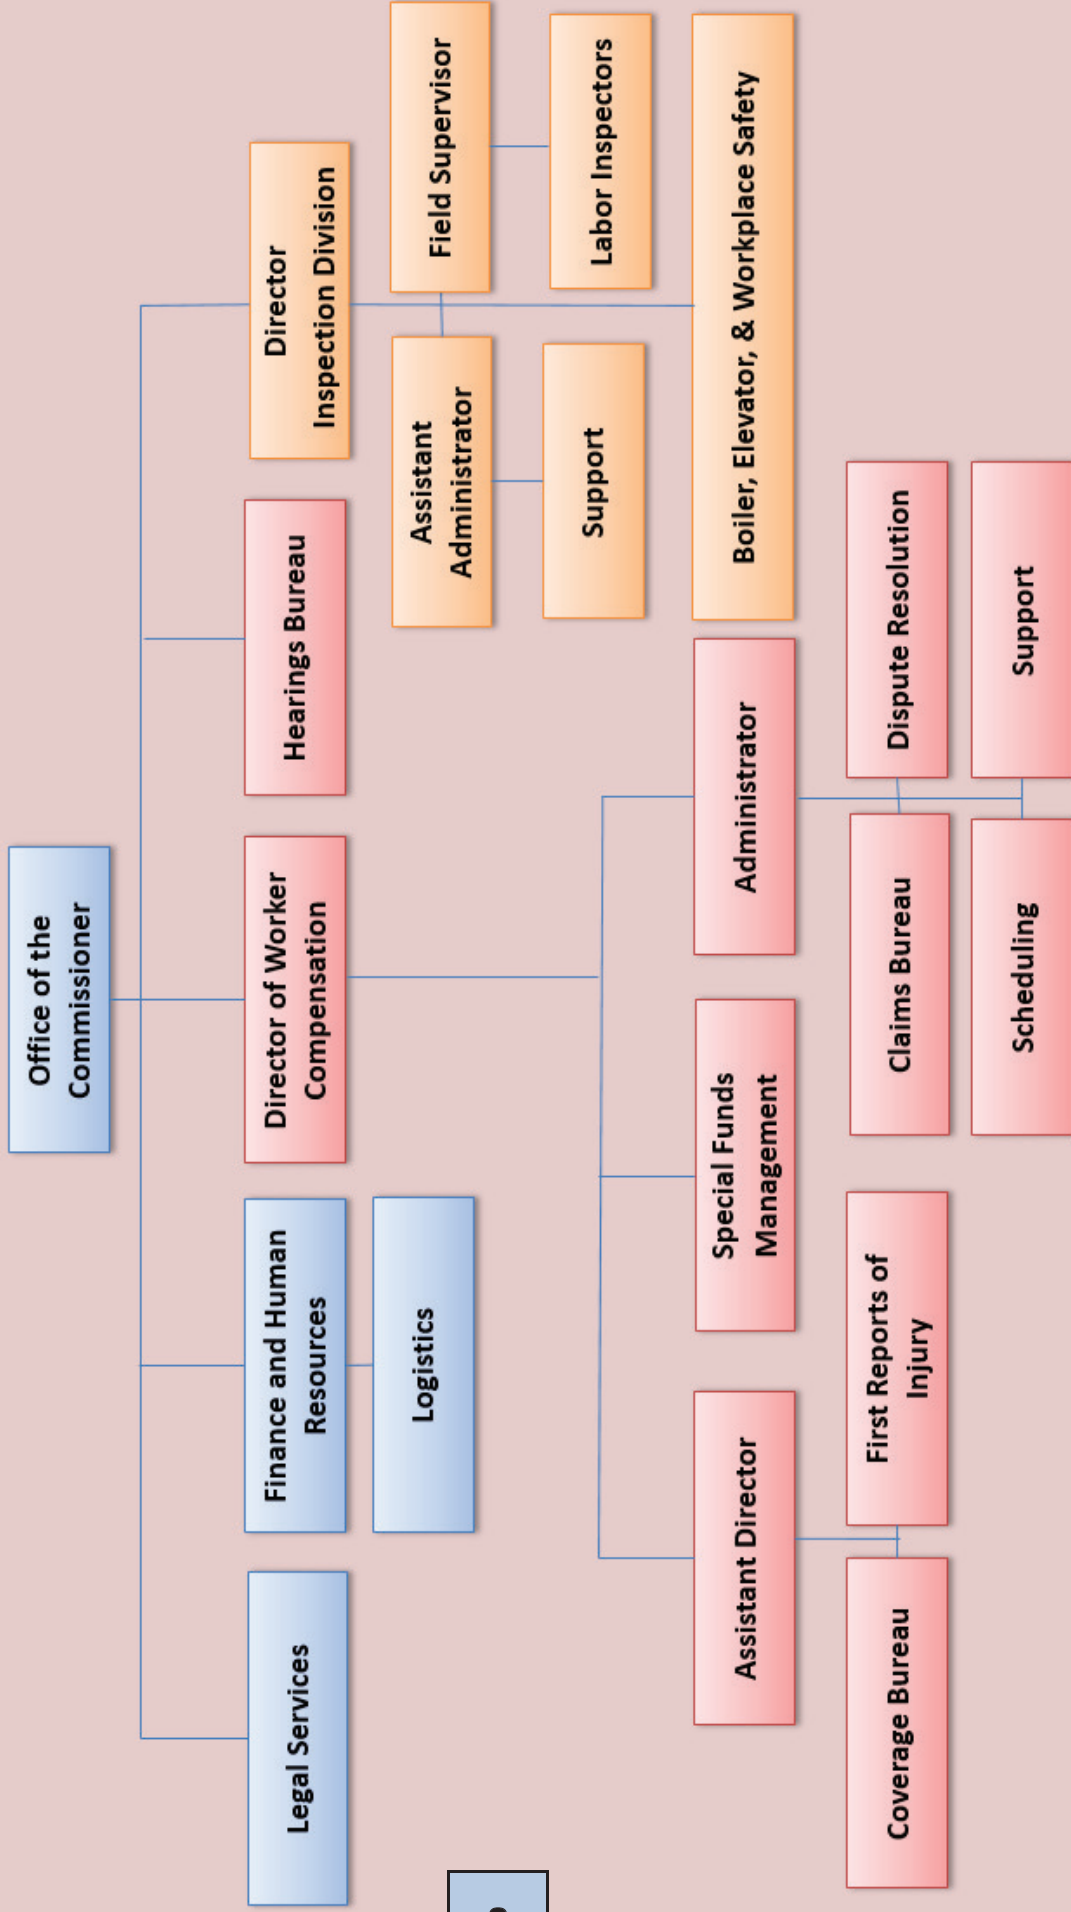 Office of the
Commissioner
Legal Services
Finance and Human
Resources
Director of Worker
Compensation
Hearings Bureau
Director
Inspection Division
Logistics
Assistant
Administrator
Field Supervisor
Support
Labor Inspectors
Boiler, Elevator, & Workplace Safety
Assistant Director
Special Funds
Management
Administrator
Coverage Bureau
First Reports of
Injury
Claims Bureau
Dispute Resolution
Scheduling
Support